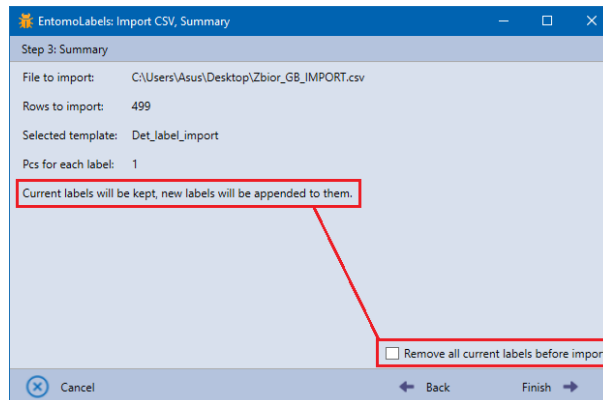 EntomoLabels: Import CSV, Summary
Step 3: Summary
File to import: C:\Users\Asus\Desktop\Zbior_GB_IMPORT.csv
Rows to import: 499
Selected template: Det_label_import
Pcs for each label: 1
Current labels will be kept, new labels will be appended to them.
Remove all current labels before impor
Cancel Back Finish